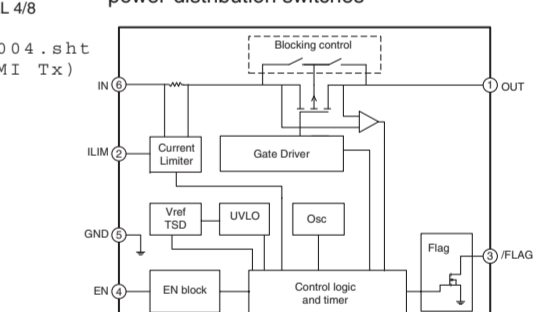 L 4/8
power distribution switches
004.sht
MI Tx)
Blocking control
IN 6
1 OUT
ILIM 2
Current
Limiter
Gate Driver
Vref
TSD
UVLO
Osc
GND 5
Flag
3 /FLAG
EN 4
EN block
Control logic
and timer